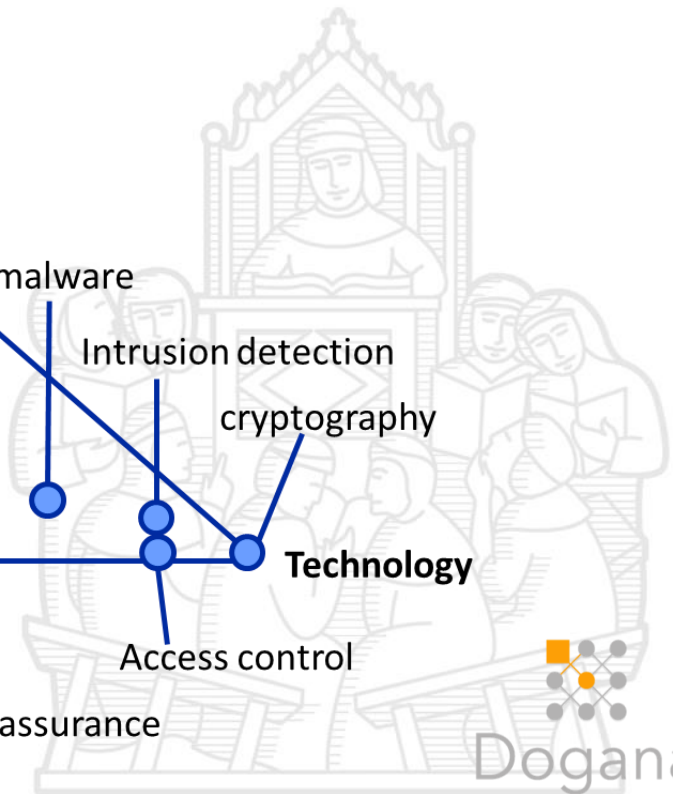 malware
Intrusion detection
cryptography
Technology
Access control
assurance
Dogana